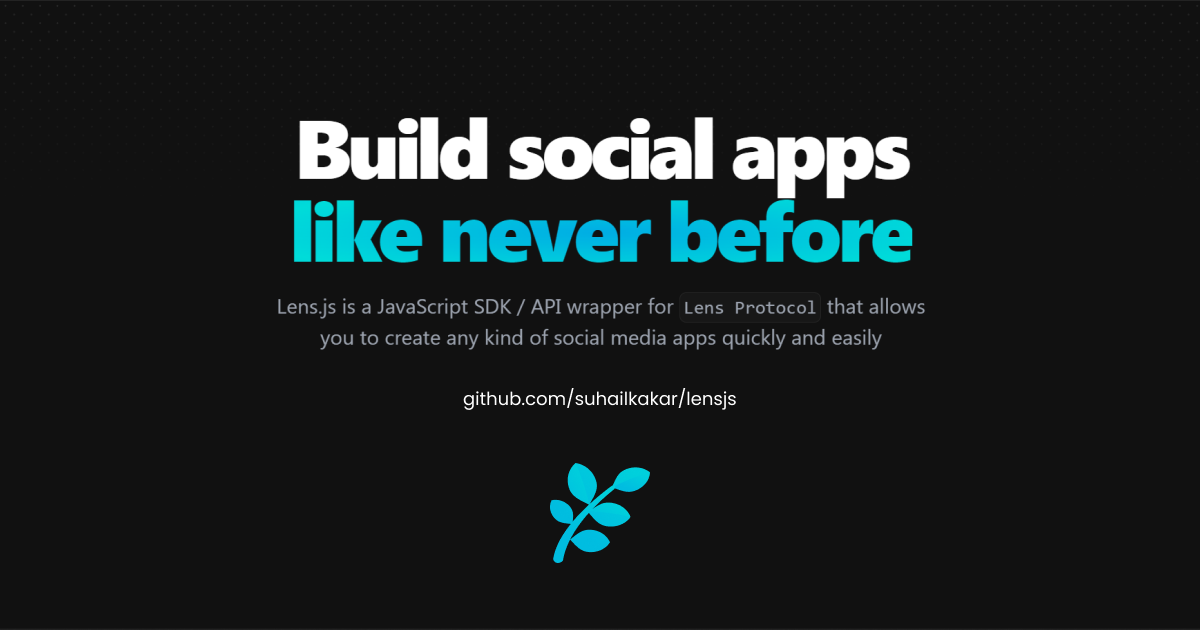 Build social apps
like never before
Lens.js is a JavaScript SDK / API wrapper for Lens Protocol that allows
you to create any kind of social media apps quickly and easily
github.com/suhailkakar/lensjs